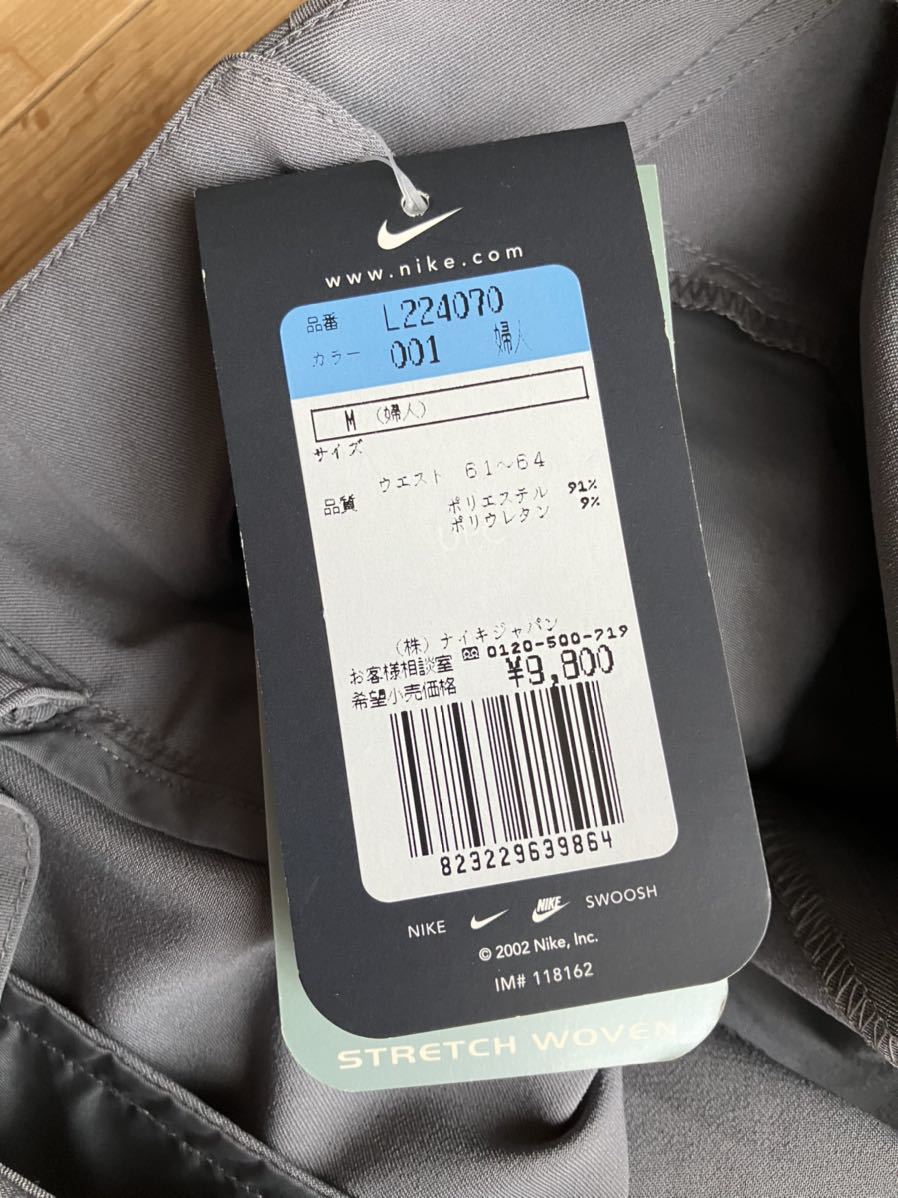 www.nike.com
品番 L224070
カラー 001 婦人
M (婦人)
サイズ
ウエスト 61~64
品質 ポリエステル 91%
ポリウレタン 9%
UPC
(株)ナイキジャパン
お客様相談室 0120-500-719
希望小売価格 ¥9,800
823229639864
NIKE NIKE SWOOSH
© 2002 Nike, Inc.
IM# 118162
STRETCH WOVEN